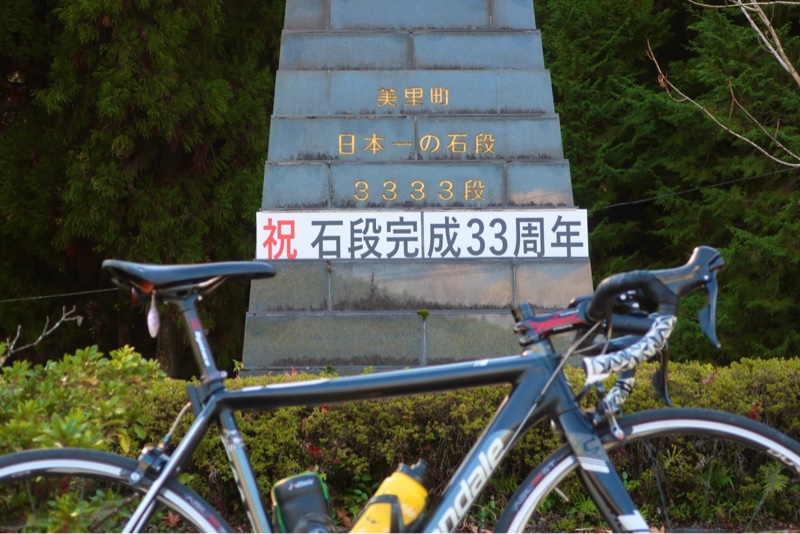 美里町
日本一の石段
3333段
祝 石段完成33周年
ndale